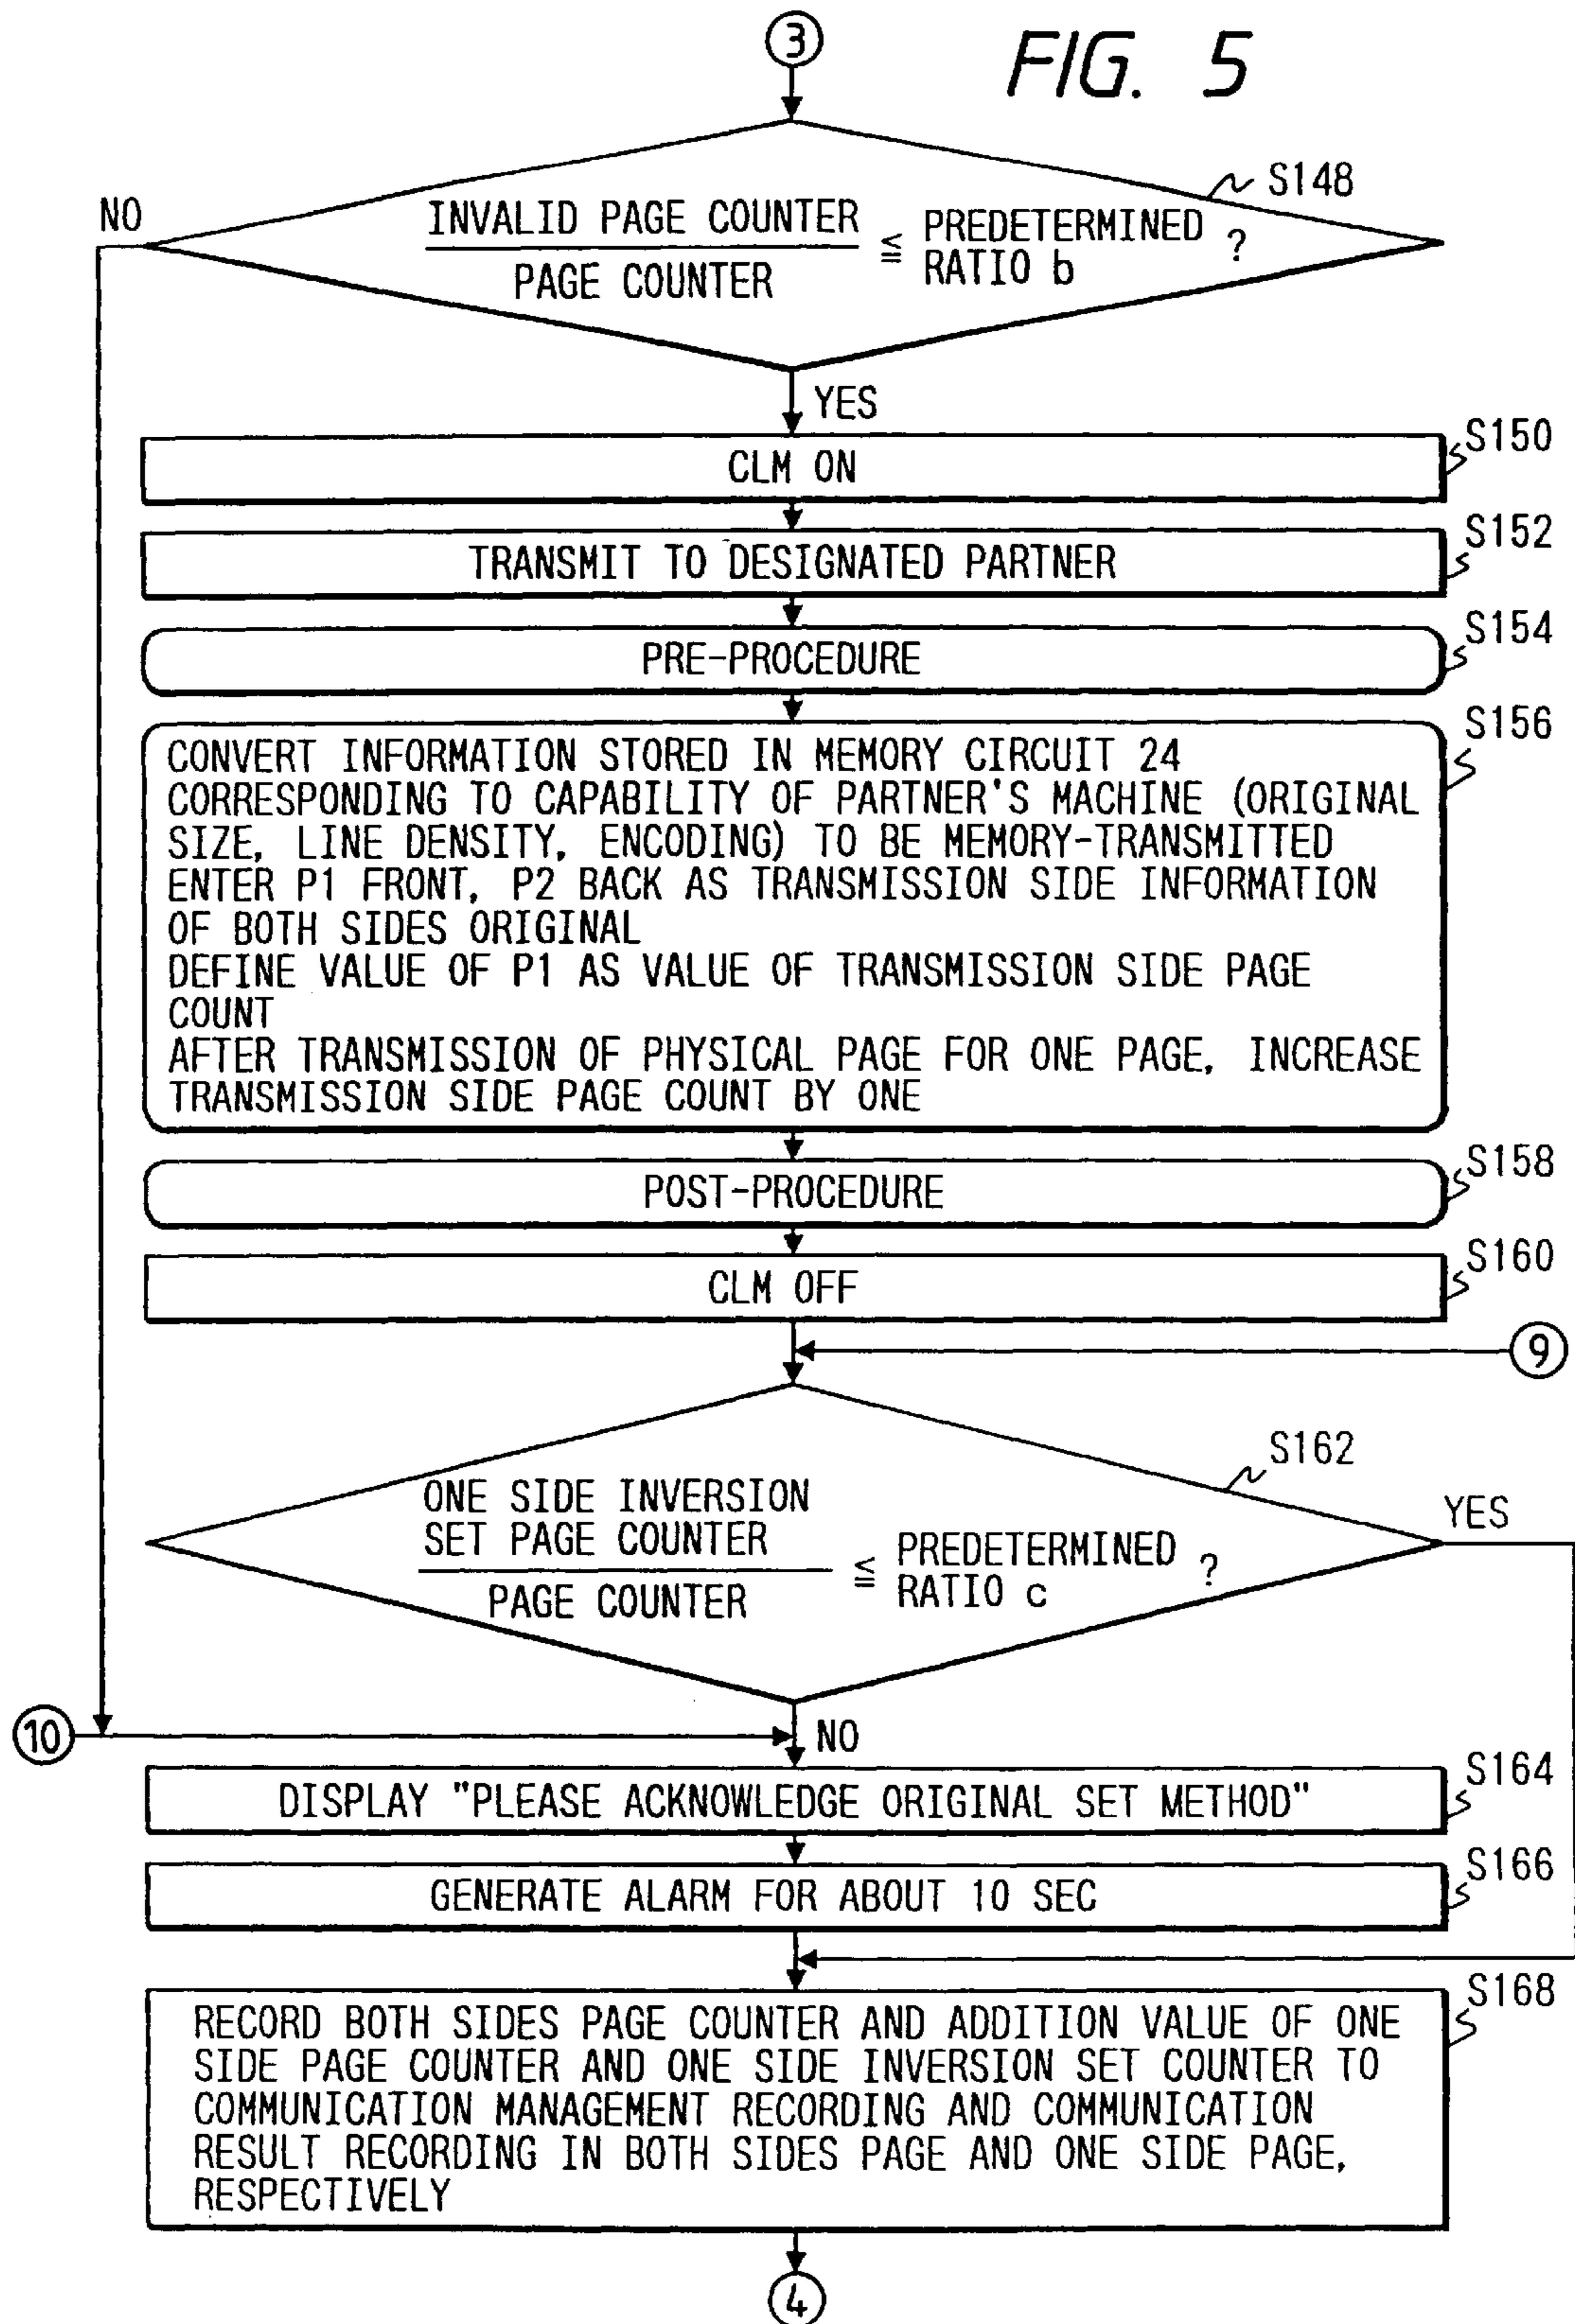 3
FIG. 5
S148
NO
INVALID PAGE COUNTER
PAGE COUNTER
≦
PREDETERMINED
RATIO b
?
YES
S150
CLM ON
S152
TRANSMIT TO DESIGNATED PARTNER
S154
PRE-PROCEDURE
S156
CONVERT INFORMATION STORED IN MEMORY CIRCUIT 24
CORRESPONDING TO CAPABILITY OF PARTNER'S MACHINE (ORIGINAL
SIZE, LINE DENSITY, ENCODING) TO BE MEMORY-TRANSMITTED
ENTER P1 FRONT, P2 BACK AS TRANSMISSION SIDE INFORMATION
OF BOTH SIDES ORIGINAL
DEFINE VALUE OF P1 AS VALUE OF TRANSMISSION SIDE PAGE
COUNT
AFTER TRANSMISSION OF PHYSICAL PAGE FOR ONE PAGE, INCREASE
TRANSMISSION SIDE PAGE COUNT BY ONE
S158
POST-PROCEDURE
S160
CLM OFF
9
S162
ONE SIDE INVERSION
SET PAGE COUNTER
PAGE COUNTER
≦
PREDETERMINED
RATIO c
?
YES
10
NO
S164
DISPLAY "PLEASE ACKNOWLEDGE ORIGINAL SET METHOD"
S166
GENERATE ALARM FOR ABOUT 10 SEC
S168
RECORD BOTH SIDES PAGE COUNTER AND ADDITION VALUE OF ONE
SIDE PAGE COUNTER AND ONE SIDE INVERSION SET COUNTER TO
COMMUNICATION MANAGEMENT RECORDING AND COMMUNICATION
RESULT RECORDING IN BOTH SIDES PAGE AND ONE SIDE PAGE,
RESPECTIVELY
4